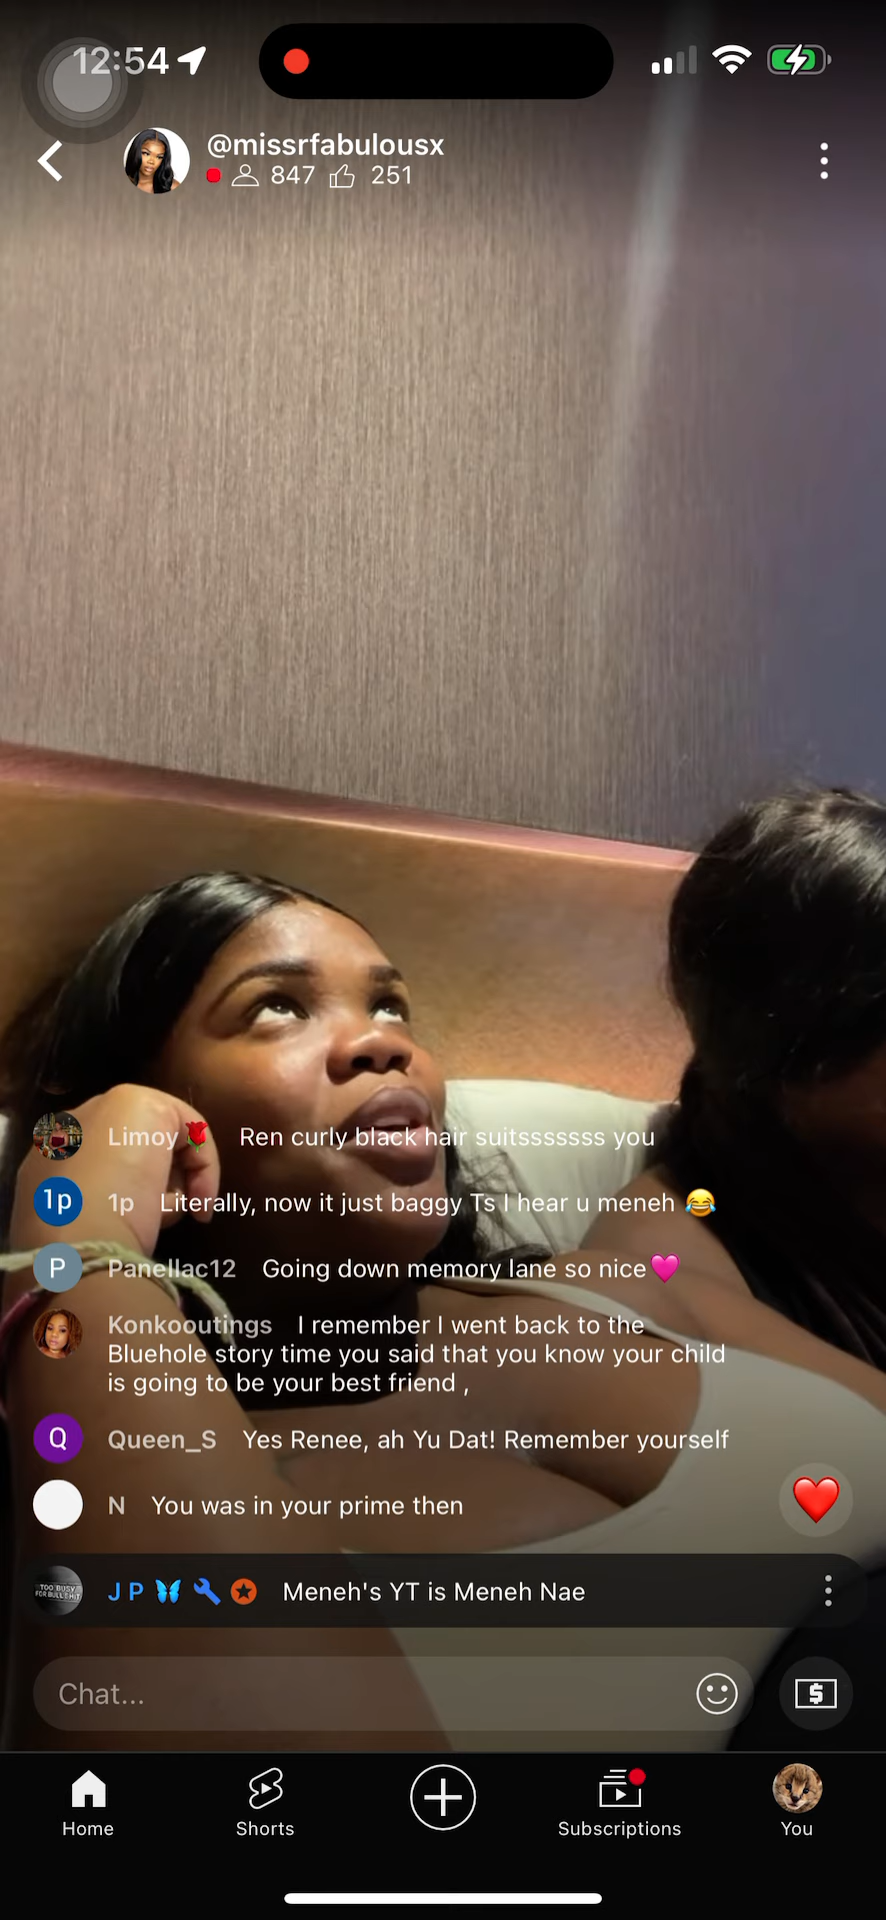 12:54
@missrfabulousx
847 251
Limoy🌹 Ren curly black hair suitsssssss you
1p
1p Literally, now it just baggy Ts I hear u meneh 😂
P
Panellac12 Going down memory lane so nice🩷
Konkooutings I remember I went back to the
Bluehole story time you said that you know your child
is going to be your best friend ,
Q
Queen_S Yes Renee, ah Yu Dat! Remember yourself
N You was in your prime then
TOO BUSY
FOR BULLSHIT
J P 🦋 Meneh's YT is Meneh Nae
Chat...
$
Home Shorts Subscriptions You